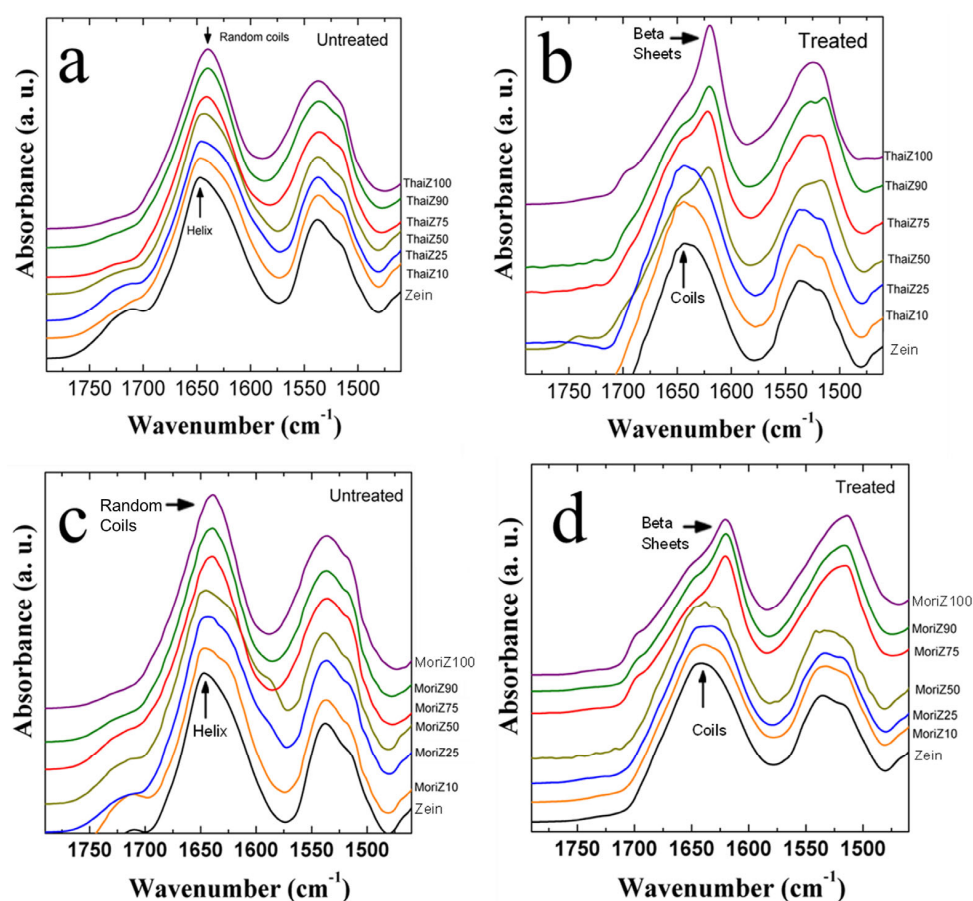 a
Random coils
Untreated
Helix
ThaiZ100
ThaiZ90
ThaiZ75
ThaiZ50
ThaiZ25
ThaiZ10
Zein
Absorbance (a. u.)
1750 1700 1650 1600 1550 1500
Wavenumber (cm⁻¹)
b
Beta
Sheets
Treated
Coils
ThaiZ100
ThaiZ90
ThaiZ75
ThaiZ50
ThaiZ25
ThaiZ10
Zein
Absorbance (a. u.)
1750 1700 1650 1600 1550 1500
Wavenumber (cm⁻¹)
c
Random
Coils
Untreated
Helix
MoriZ100
MoriZ90
MoriZ75
MoriZ50
MoriZ25
MoriZ10
Zein
Absorbance (a. u.)
1750 1700 1650 1600 1550 1500
Wavenumber (cm⁻¹)
d
Beta
Sheets
Treated
Coils
MoriZ100
MoriZ90
MoriZ75
MoriZ50
MoriZ25
MoriZ10
Zein
Absorbance (a. u.)
1750 1700 1650 1600 1550 1500
Wavenumber (cm⁻¹)